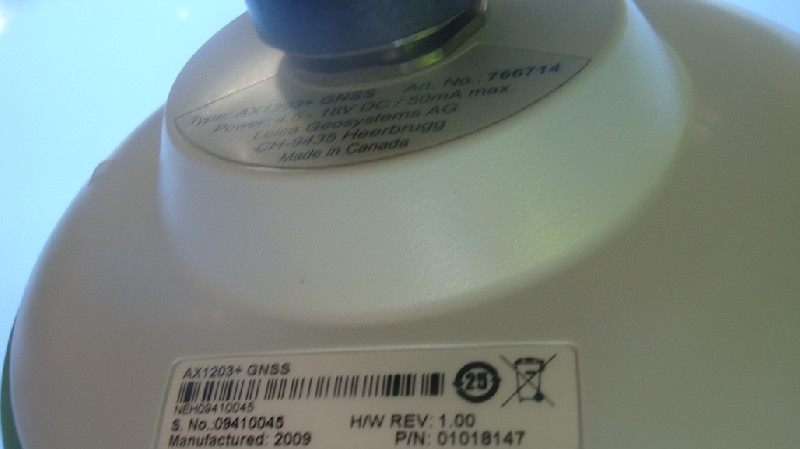 Type: AX1203+ GNSS Art. No.: 766714
Power: 4.5 - 18V DC / 50mA max.
Leica Geosystems AG
CH-9435 Heerbrugg
Made in Canada
AX1203+ GNSS
NEH09410045
25
S. No.:09410045 H/W REV: 1.00
Manufactured: 2009 P/N: 01018147